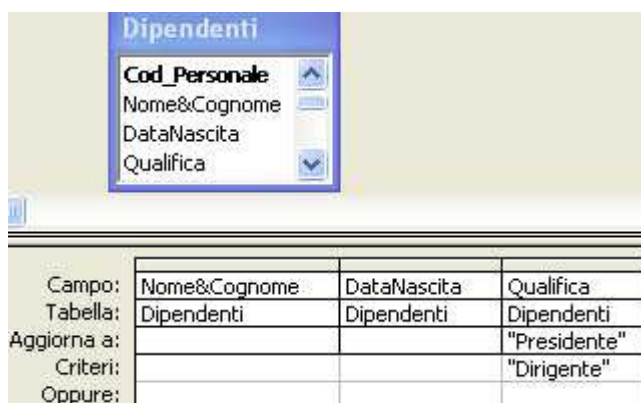 Dipendenti
Cod_Personale
Nome&Cognome
DataNascita
Qualifica
Campo: Nome&Cognome DataNascita Qualifica
Tabella: Dipendenti Dipendenti Dipendenti
Aggiorna a: "Presidente"
Criteri: "Dirigente"
Oppure: